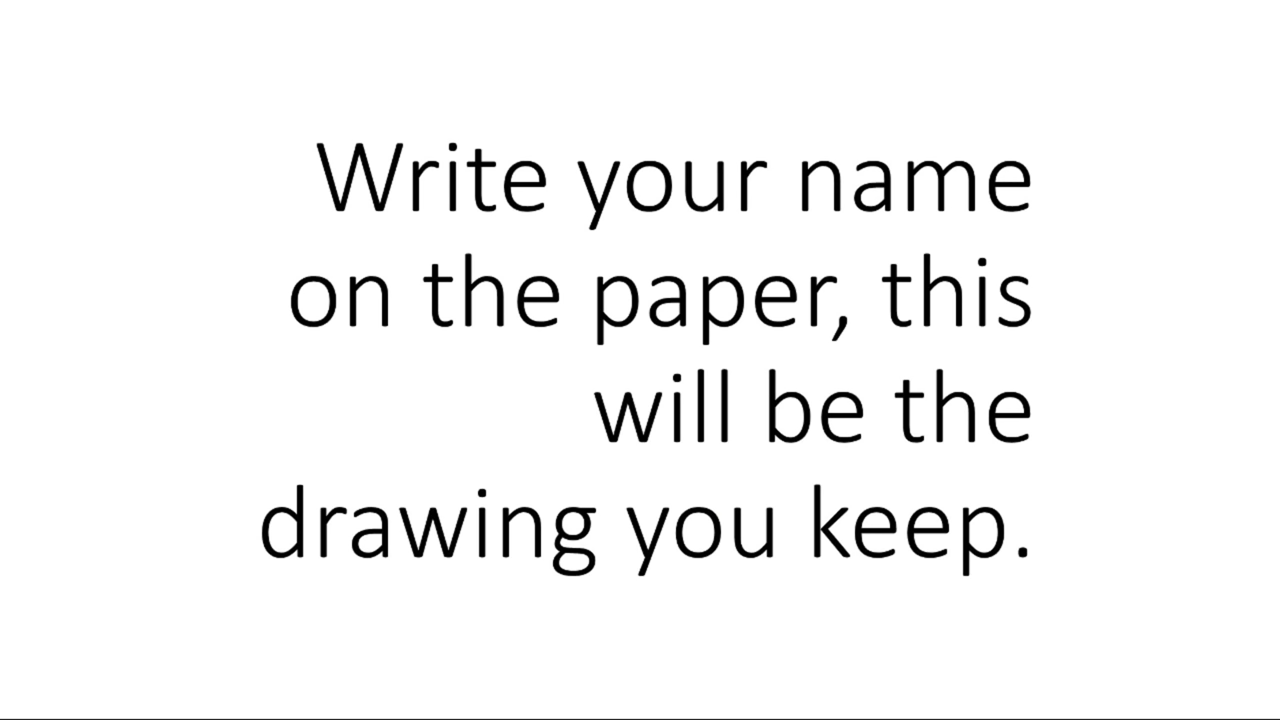 Write your name
on the paper, this
will be the
drawing you keep.